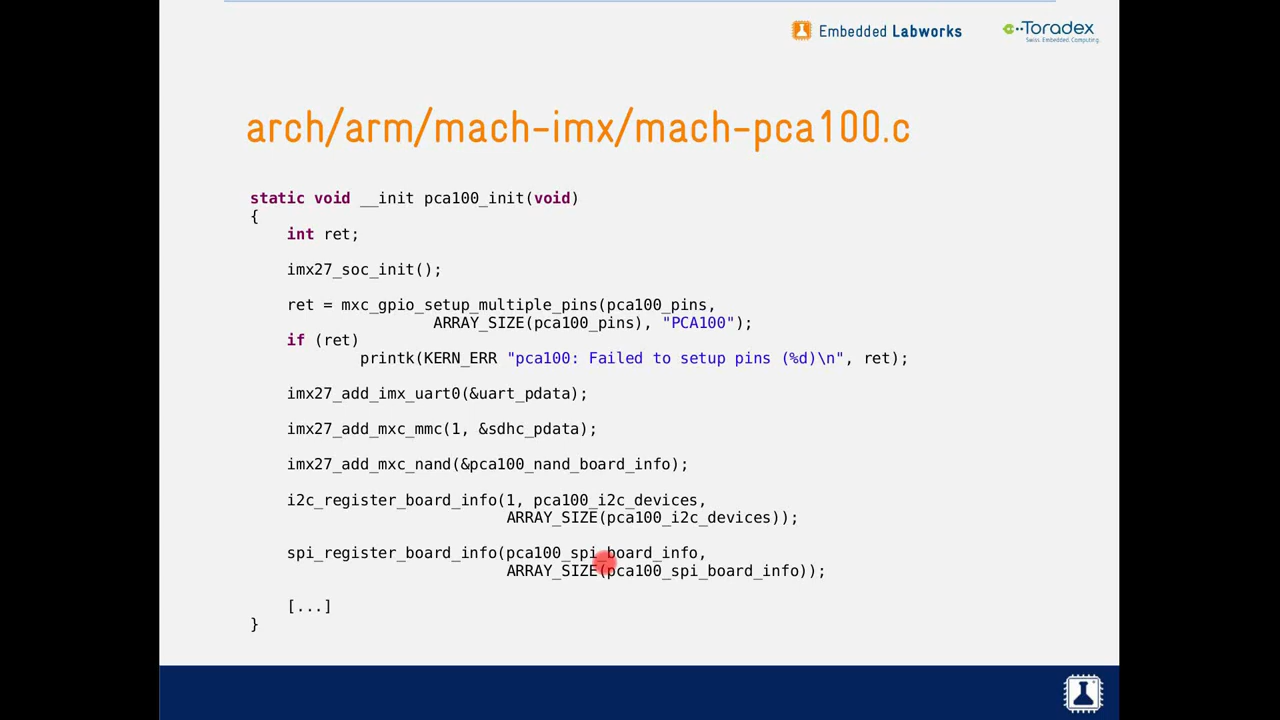 Embedded Labworks
Toradex
Swiss Embedded Computing.
arch/arm/mach-imx/mach-pca100.c
static void __init pca100_init(void)
{
    int ret;
    imx27_soc_init();
    ret = mxc_gpio_setup_multiple_pins(pca100_pins,
                    ARRAY_SIZE(pca100_pins), "PCA100");
    if (ret)
            printk(KERN_ERR "pca100: Failed to setup pins (%d)\n", ret);
    imx27_add_imx_uart0(&uart_pdata);
    imx27_add_mxc_mmc(1, &sdhc_pdata);
    imx27_add_mxc_nand(&pca100_nand_board_info);
    i2c_register_board_info(1, pca100_i2c_devices,
                            ARRAY_SIZE(pca100_i2c_devices));
    spi_register_board_info(pca100_spi_board_info,
                            ARRAY_SIZE(pca100_spi_board_info));
    [...]
}